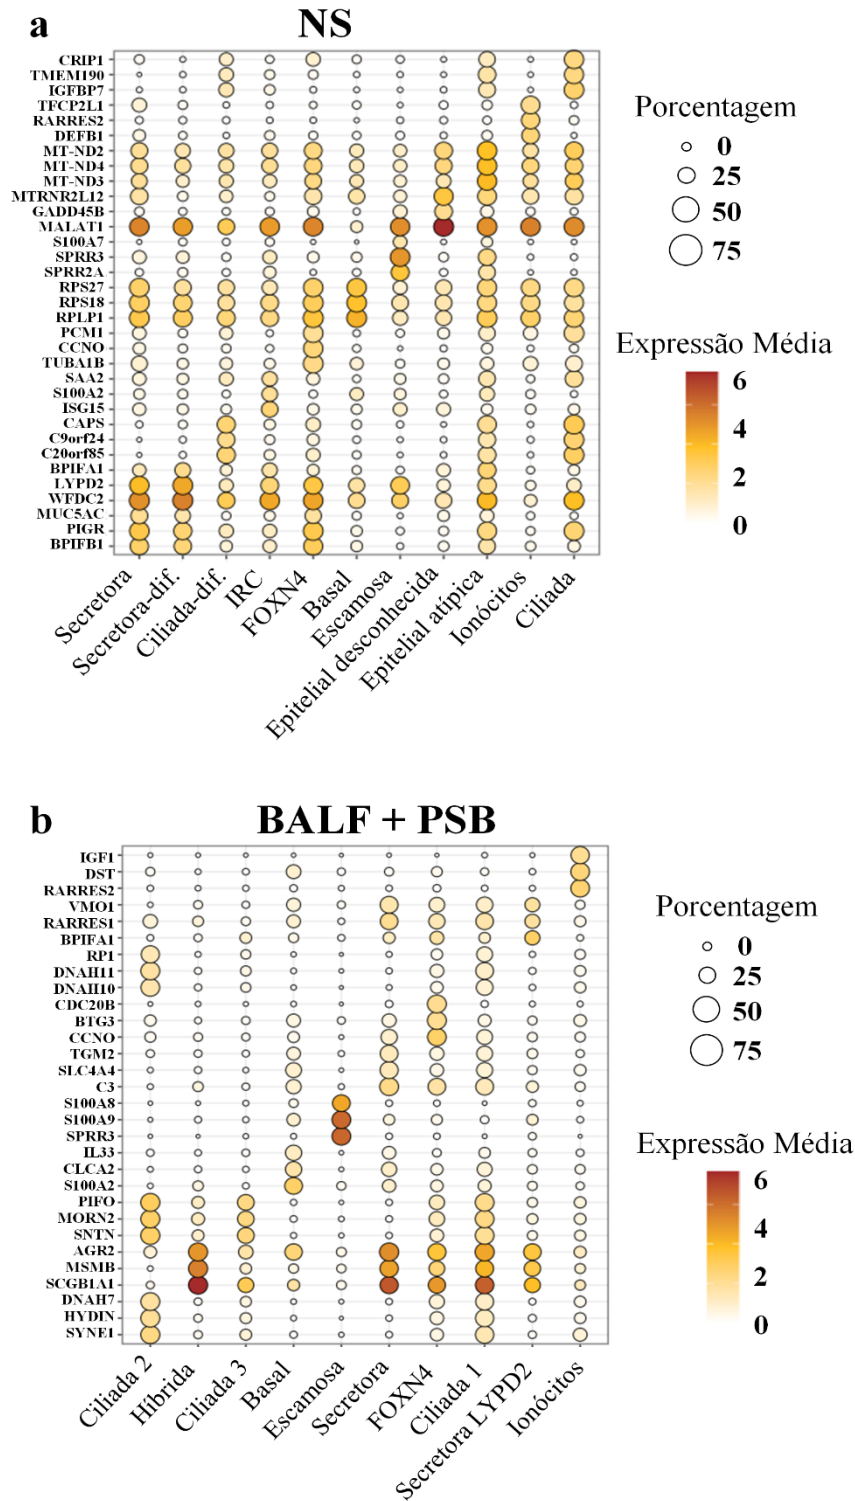 a
NS
CRIP1
TMEM190
IGFBP7
TFCP2L1
RARRES2
DEFB1
MT-ND2
MT-ND4
MT-ND3
MTRNR2L12
GADD45B
MALAT1
S100A7
SPRR3
SPRR2A
RPS27
RPS18
RPLP1
PCM1
CCNO
TUBA1B
SAA2
S100A2
ISG15
CAPS
C9orf24
C20orf85
BPIFA1
LYPD2
WFDC2
MUC5AC
PIGR
BPIFB1
Secretora
Secretora-dif.
Ciliada-dif.
IRC
FOXN4
Basal
Escamosa
Epitelial desconhecida
Epitelial atípica
Ionócitos
Ciliada
Porcentagem
0
25
50
75
Expressão Média
6
4
2
0
b
BALF + PSB
IGF1
DST
RARRES2
VMO1
RARRES1
BPIFA1
RP1
DNAH11
DNAH10
CDC20B
BTG3
CCNO
TGM2
SLC4A4
C3
S100A8
S100A9
SPRR3
IL33
CLCA2
S100A2
PIFO
MORN2
SNTN
AGR2
MSMB
SCGB1A1
DNAH7
HYDIN
SYNE1
Ciliada 2
Híbrida
Ciliada 3
Basal
Escamosa
Secretora
FOXN4
Ciliada 1
Secretora LYPD2
Ionócitos
Porcentagem
0
25
50
75
Expressão Média
6
4
2
0